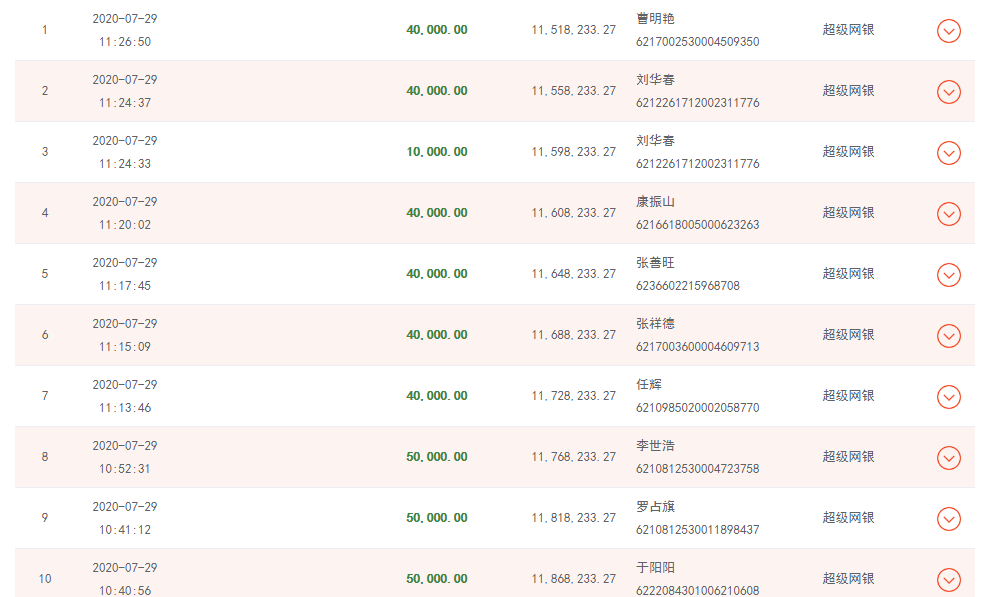 1 2020-07-29 11:26:50 40,000.00 11,518,233.27 曹明艳 6217002530004509350 超级网银
2 2020-07-29 11:24:37 40,000.00 11,558,233.27 刘华春 6212261712002311776 超级网银
3 2020-07-29 11:24:33 10,000.00 11,598,233.27 刘华春 6212261712002311776 超级网银
4 2020-07-29 11:20:02 40,000.00 11,608,233.27 康振山 6216618005000623263 超级网银
5 2020-07-29 11:17:45 40,000.00 11,648,233.27 张善旺 6236602215968708 超级网银
6 2020-07-29 11:15:09 40,000.00 11,688,233.27 张祥德 6217003600004609713 超级网银
7 2020-07-29 11:13:46 40,000.00 11,728,233.27 任辉 6210985020002058770 超级网银
8 2020-07-29 10:52:31 50,000.00 11,768,233.27 李世浩 6210812530004723758 超级网银
9 2020-07-29 10:41:12 50,000.00 11,818,233.27 罗占旗 6210812530011898437 超级网银
10 2020-07-29 10:40:56 50,000.00 11,868,233.27 于阳阳 6222084301006210608 超级网银